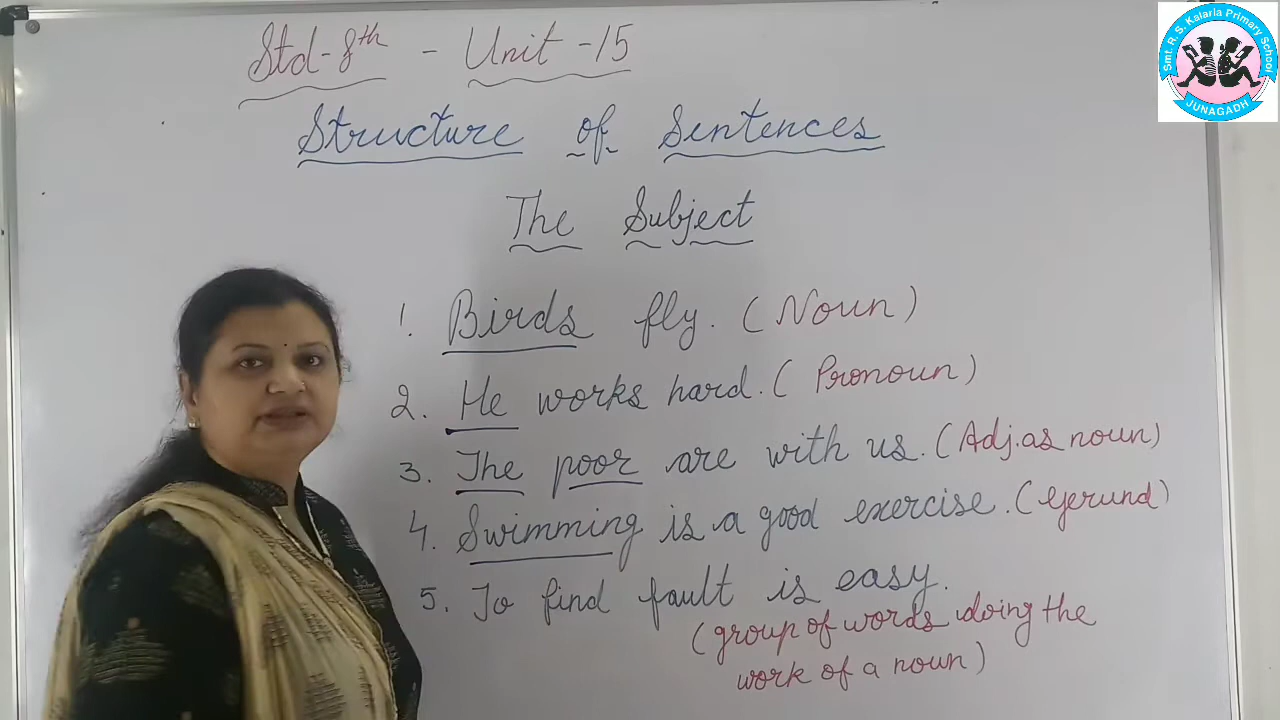 Std-8th - Unit-15
Structure of Sentences
The Subject
1. Birds fly. (Noun)
2. He works hard. (Pronoun)
3. The poor are with us. (Adj. as noun)
4. Swimming is a good exercise. (Gerund)
5. To find fault is easy.
(group of words doing the
work of a noun)
Smt. R. S. Kalaria Primary School
JUNAGADH